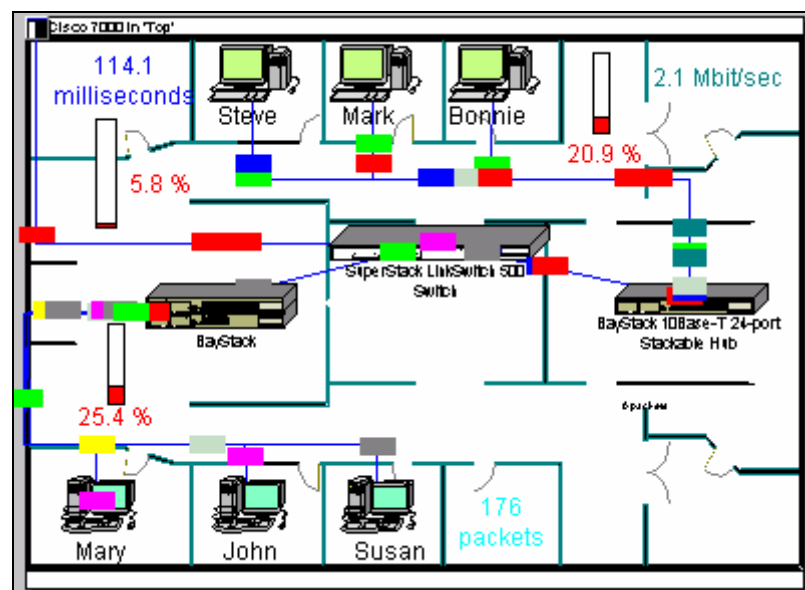 Cisco 7000 in 'Top'
114.1
milliseconds
Steve
Mark
Bonnie
2.1 Mbit/sec
20.9 %
5.8 %
SuperStack LinkSwitch 500
Switch
BayStack
BayStack 10Base-T 24-port
Stackable Hub
25.4 %
176
packets
Mary
John
Susan